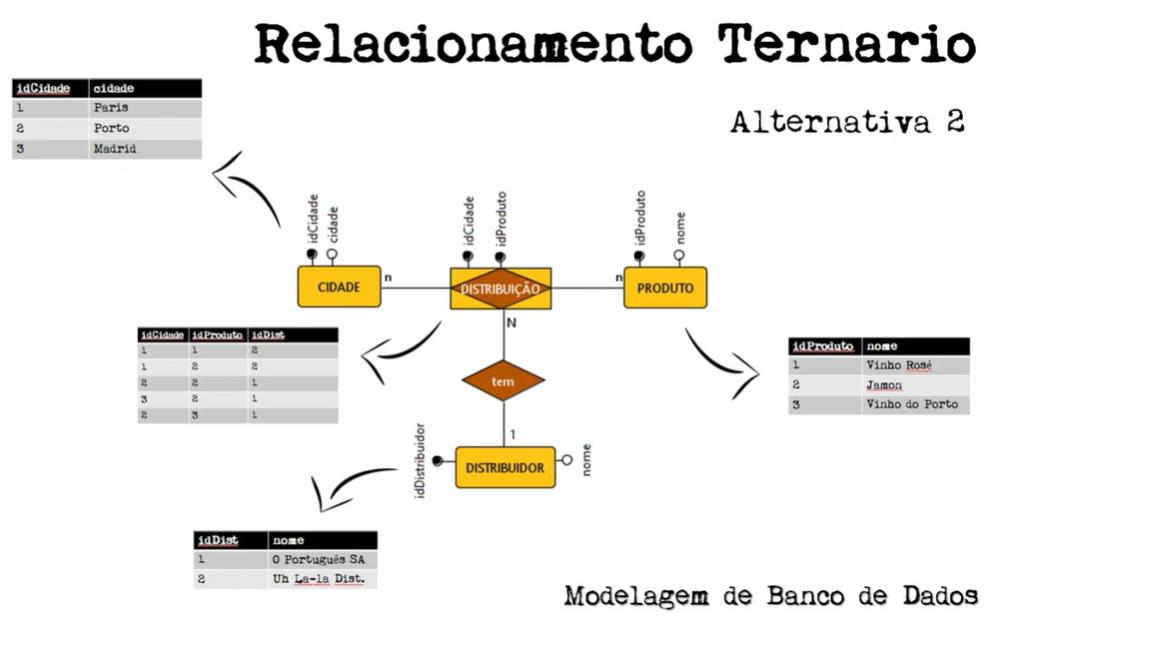 Relacionamento Ternario
Alternativa 2
idCidade cidade
1 Paris
2 Porto
3 Madrid
idCidade
cidade
idCidade
idProduto
idProduto
nome
CIDADE
n
DISTRIBUIÇÃO
n
PRODUTO
N
idCidade idProduto idDist
1 1 2
1 2 2
2 2 1
3 2 1
2 3 1
idProduto nome
1 Vinho Rosé
2 Jamon
3 Vinho do Porto
tem
1
idDistribuidor
DISTRIBUIDOR
nome
idDist nome
1 O Português SA
2 Uh La-la Dist.
Modelagem de Banco de Dados